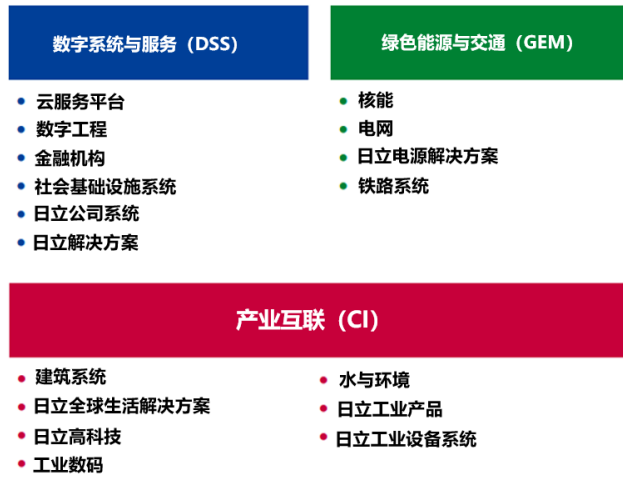 数字系统与服务（DSS）
云服务平台
数字工程
金融机构
社会基础设施系统
日立公司系统
日立解决方案
绿色能源与交通（GEM）
核能
电网
日立电源解决方案
铁路系统
产业互联（CI）
建筑系统
日立全球生活解决方案
日立高科技
工业数码
水与环境
日立工业产品
日立工业设备系统